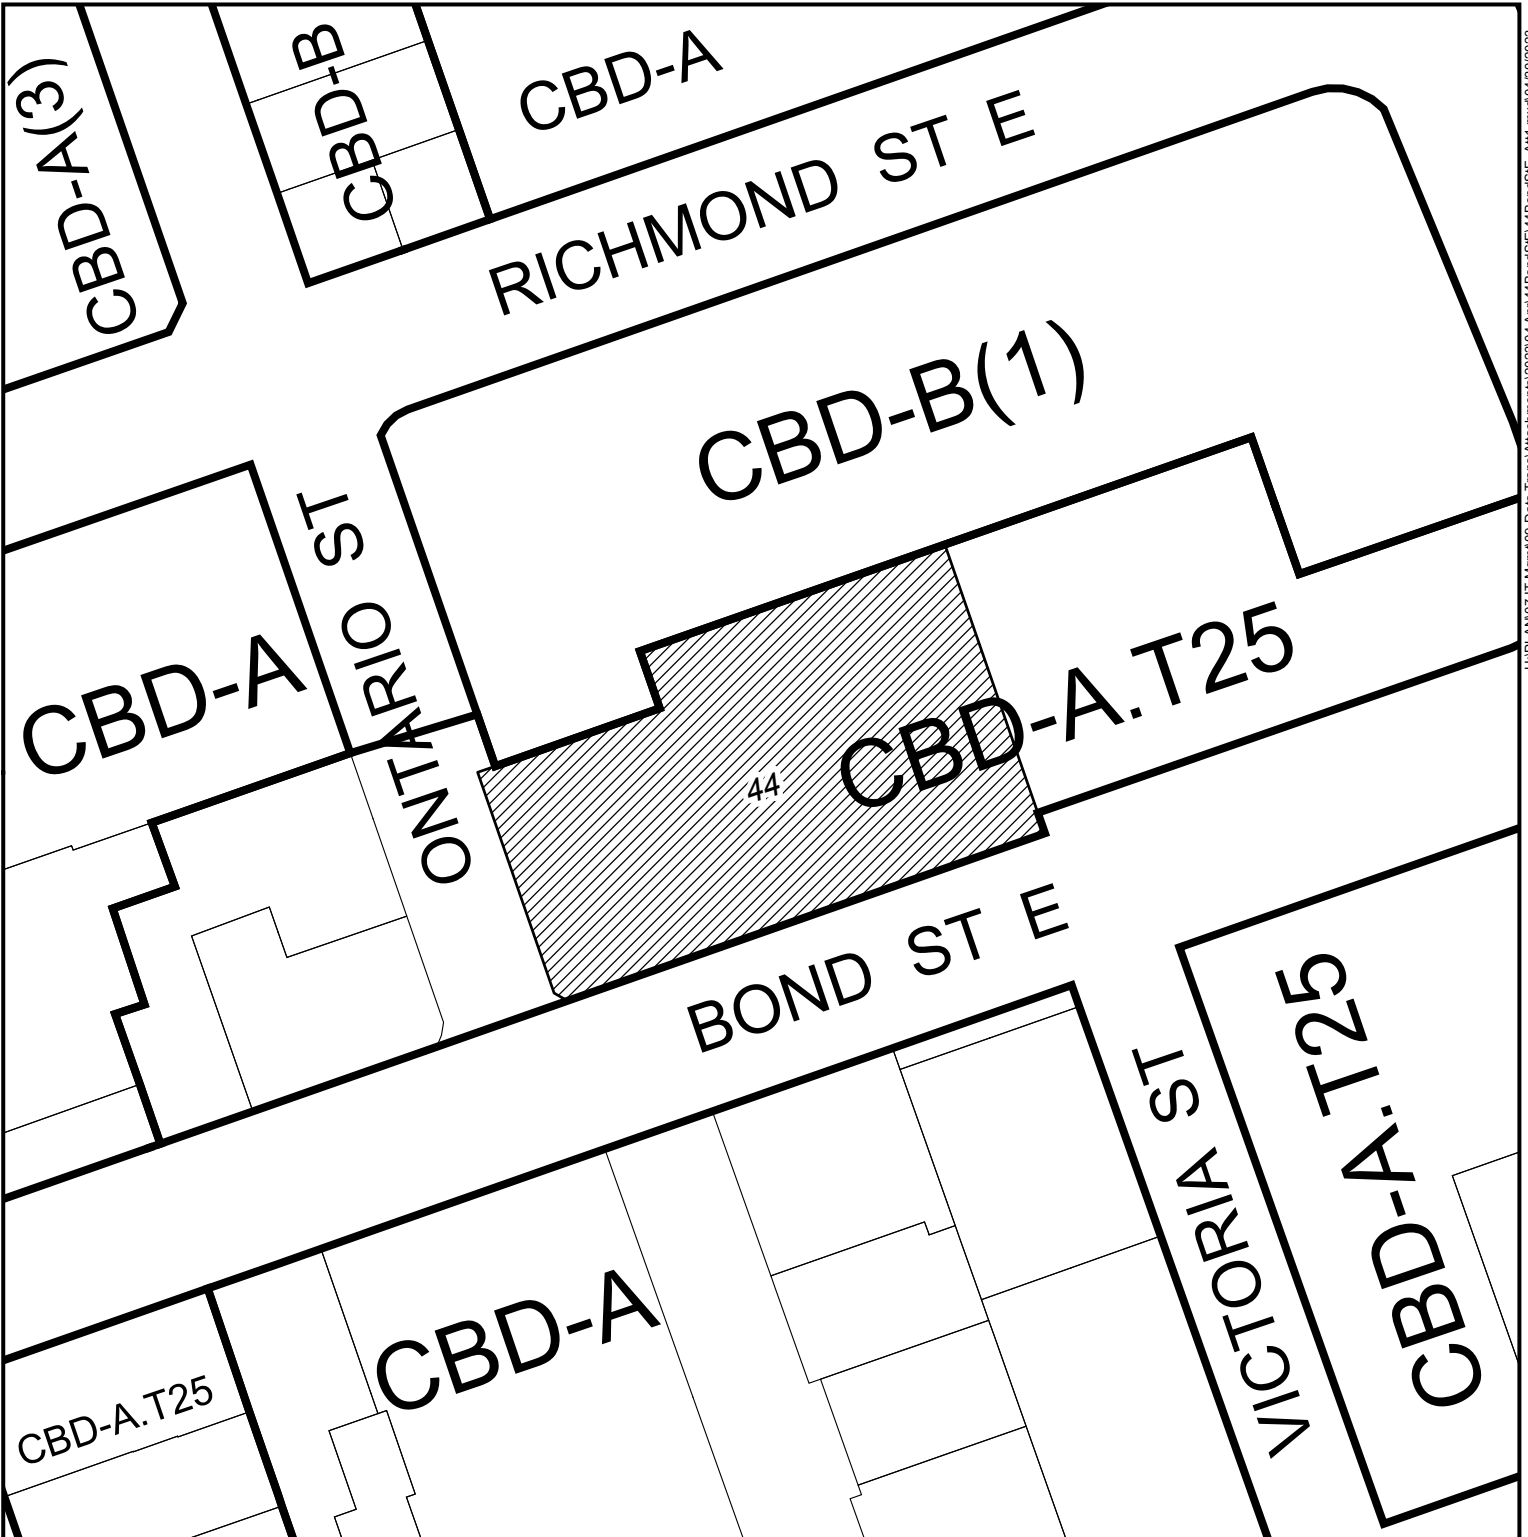 CBD-A(3)
CBD-B
CBD-A
RICHMOND ST E
CBD-B(1)
ONTARIO ST
CBD-A
CBD-A.T25
44
BOND ST E
CBD-A.T25
VICTORIA ST
CBD-A
CBD-A.T25